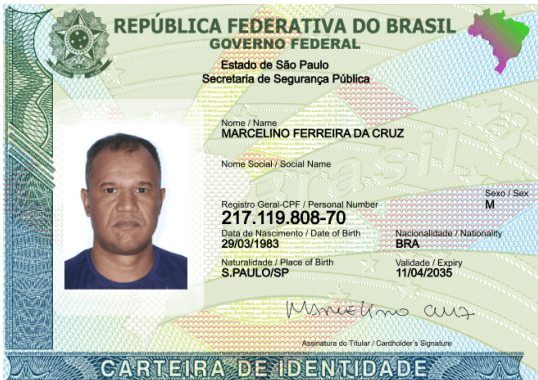 REPÚBLICA FEDERATIVA DO BRASIL
GOVERNO FEDERAL
Estado de São Paulo
Secretaria de Segurança Pública
Nome / Name
MARCELINO FERREIRA DA CRUZ
Nome Social / Social Name
Registro Geral-CPF / Personal Number
217.119.808-70
Sexo / Sex
M
Data de Nascimento / Date of Birth
29/03/1983
Nacionalidade / Nationality
BRA
Naturalidade / Place of Birth
S.PAULO/SP
Validade / Expiry
11/04/2035
Marcelino Cruz
Assinatura do Titular / Cardholder's Signature
CARTEIRA DE IDENTIDADE
Brasil